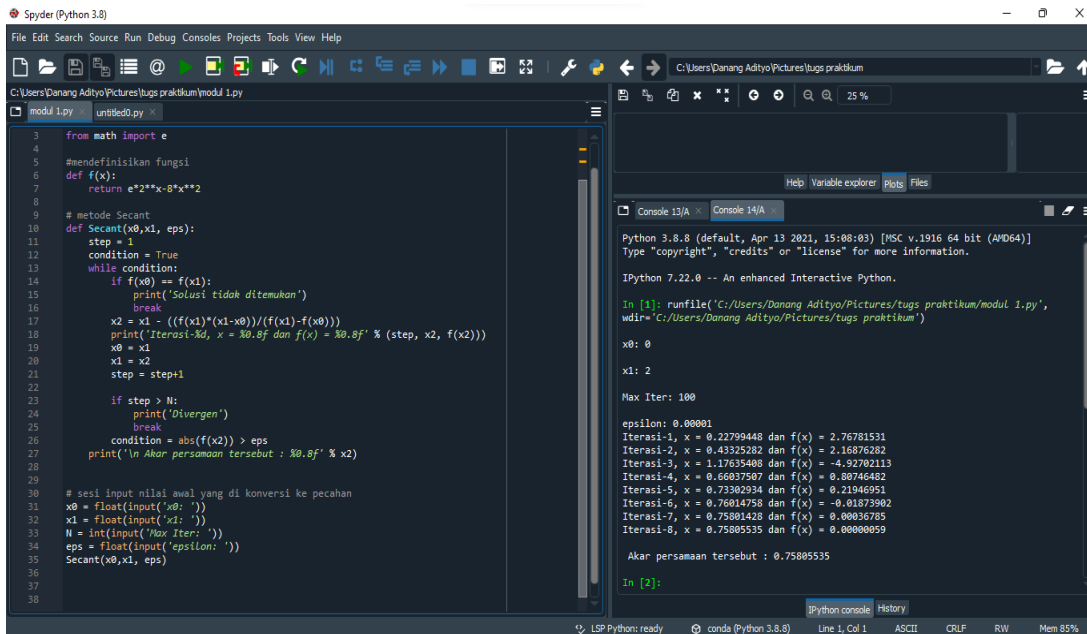 Spyder (Python 3.8)
File Edit Search Source Run Debug Consoles Projects Tools View Help
C:\Users\Danang Adityo\Pictures\tugs praktikum
C:\Users\Danang Adityo\Pictures\tugs praktikum\modul 1.py
modul 1.py
untitled0.py
3 from math import e
4
5 #mendefinisikan fungsi
6 def f(x):
7 return e*2**x-8*x**2
8
9 # metode Secant
10 def Secant(x0,x1, eps):
11 step = 1
12 condition = True
13 while condition:
14 if f(x0) == f(x1):
15 print('Solusi tidak ditemukan')
16 break
17 x2 = x1 - ((f(x1)*(x1-x0))/(f(x1)-f(x0)))
18 print('Iterasi-%d, x = %0.8f dan f(x) = %0.8f' % (step, x2, f(x2)))
19 x0 = x1
20 x1 = x2
21 step = step+1
22
23 if step > N:
24 print('Divergen')
25 break
26 condition = abs(f(x2)) > eps
27 print('\n Akar persamaan tersebut : %0.8f' % x2)
28
29
30 # sesi input nilai awal yang di konversi ke pecahan
31 x0 = float(input('x0: '))
32 x1 = float(input('x1: '))
33 N = int(input('Max Iter: '))
34 eps = float(input('epsilon: '))
35 Secant(x0,x1, eps)
36
37
38
25 %
Help Variable explorer Plots Files
Console 13/A
Console 14/A
Python 3.8.8 (default, Apr 13 2021, 15:08:03) [MSC v.1916 64 bit (AMD64)]
Type "copyright", "credits" or "license" for more information.
IPython 7.22.0 -- An enhanced Interactive Python.
In [1]: runfile('C:/Users/Danang Adityo/Pictures/tugs praktikum/modul 1.py',
wdir='C:/Users/Danang Adityo/Pictures/tugs praktikum')
x0: 0
x1: 2
Max Iter: 100
epsilon: 0.00001
Iterasi-1, x = 0.22799448 dan f(x) = 2.76781531
Iterasi-2, x = 0.43325282 dan f(x) = 2.16876282
Iterasi-3, x = 1.17635408 dan f(x) = -4.92702113
Iterasi-4, x = 0.66037507 dan f(x) = 0.80746482
Iterasi-5, x = 0.73302934 dan f(x) = 0.21946951
Iterasi-6, x = 0.76014758 dan f(x) = -0.01873902
Iterasi-7, x = 0.75801428 dan f(x) = 0.00036785
Iterasi-8, x = 0.75805535 dan f(x) = 0.00000059
Akar persamaan tersebut : 0.75805535
In [2]:
IPython console History
LSP Python: ready conda (Python 3.8.8) Line 1, Col 1 ASCII CRLF RW Mem 85%